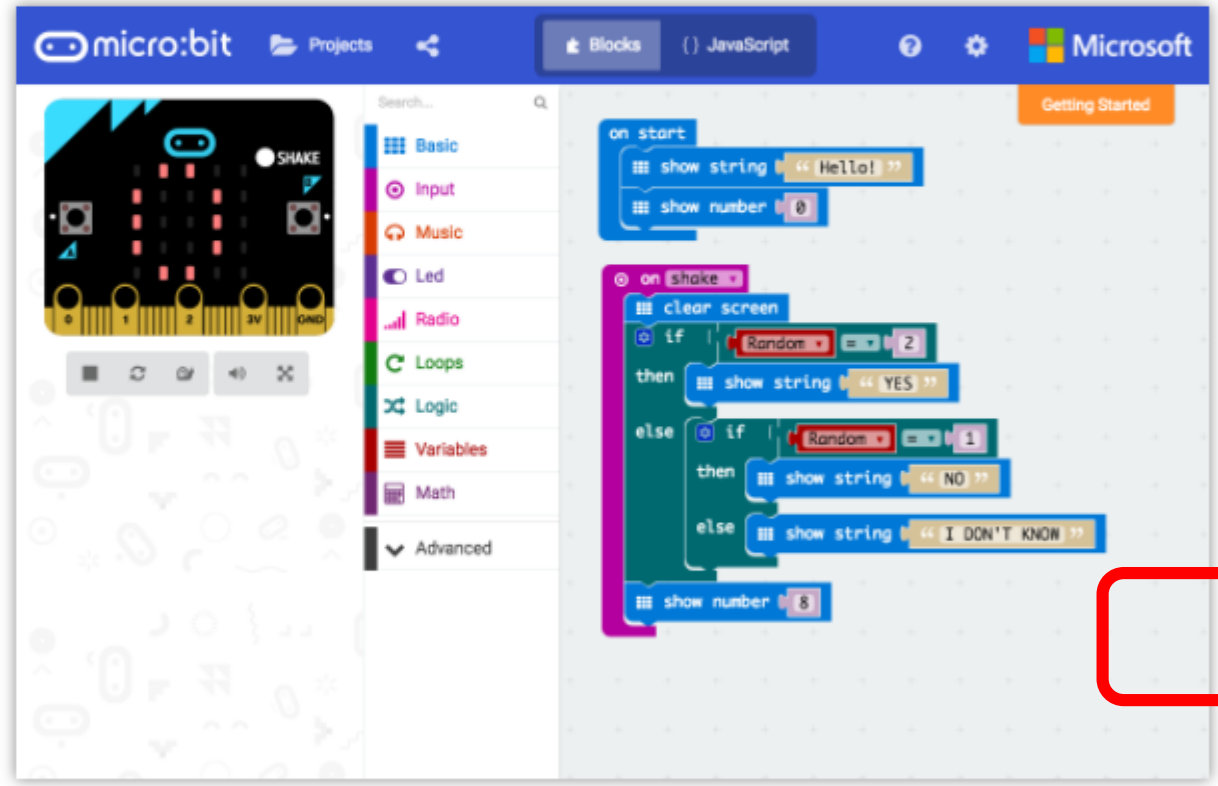 micro:bit Projects Blocks {} JavaScript ? Microsoft
Search...
Getting Started
SHAKE
B
A
0 1 2 3V GND
Basic
Input
Music
Led
Radio
Loops
Logic
Variables
Math
Advanced
on start
show string “ Hello! ”
show number 0
on shake
clear screen
if Random = 2
then show string “ YES ”
else if Random = 1
then show string “ NO ”
else show string “ I DON'T KNOW ”
show number 8